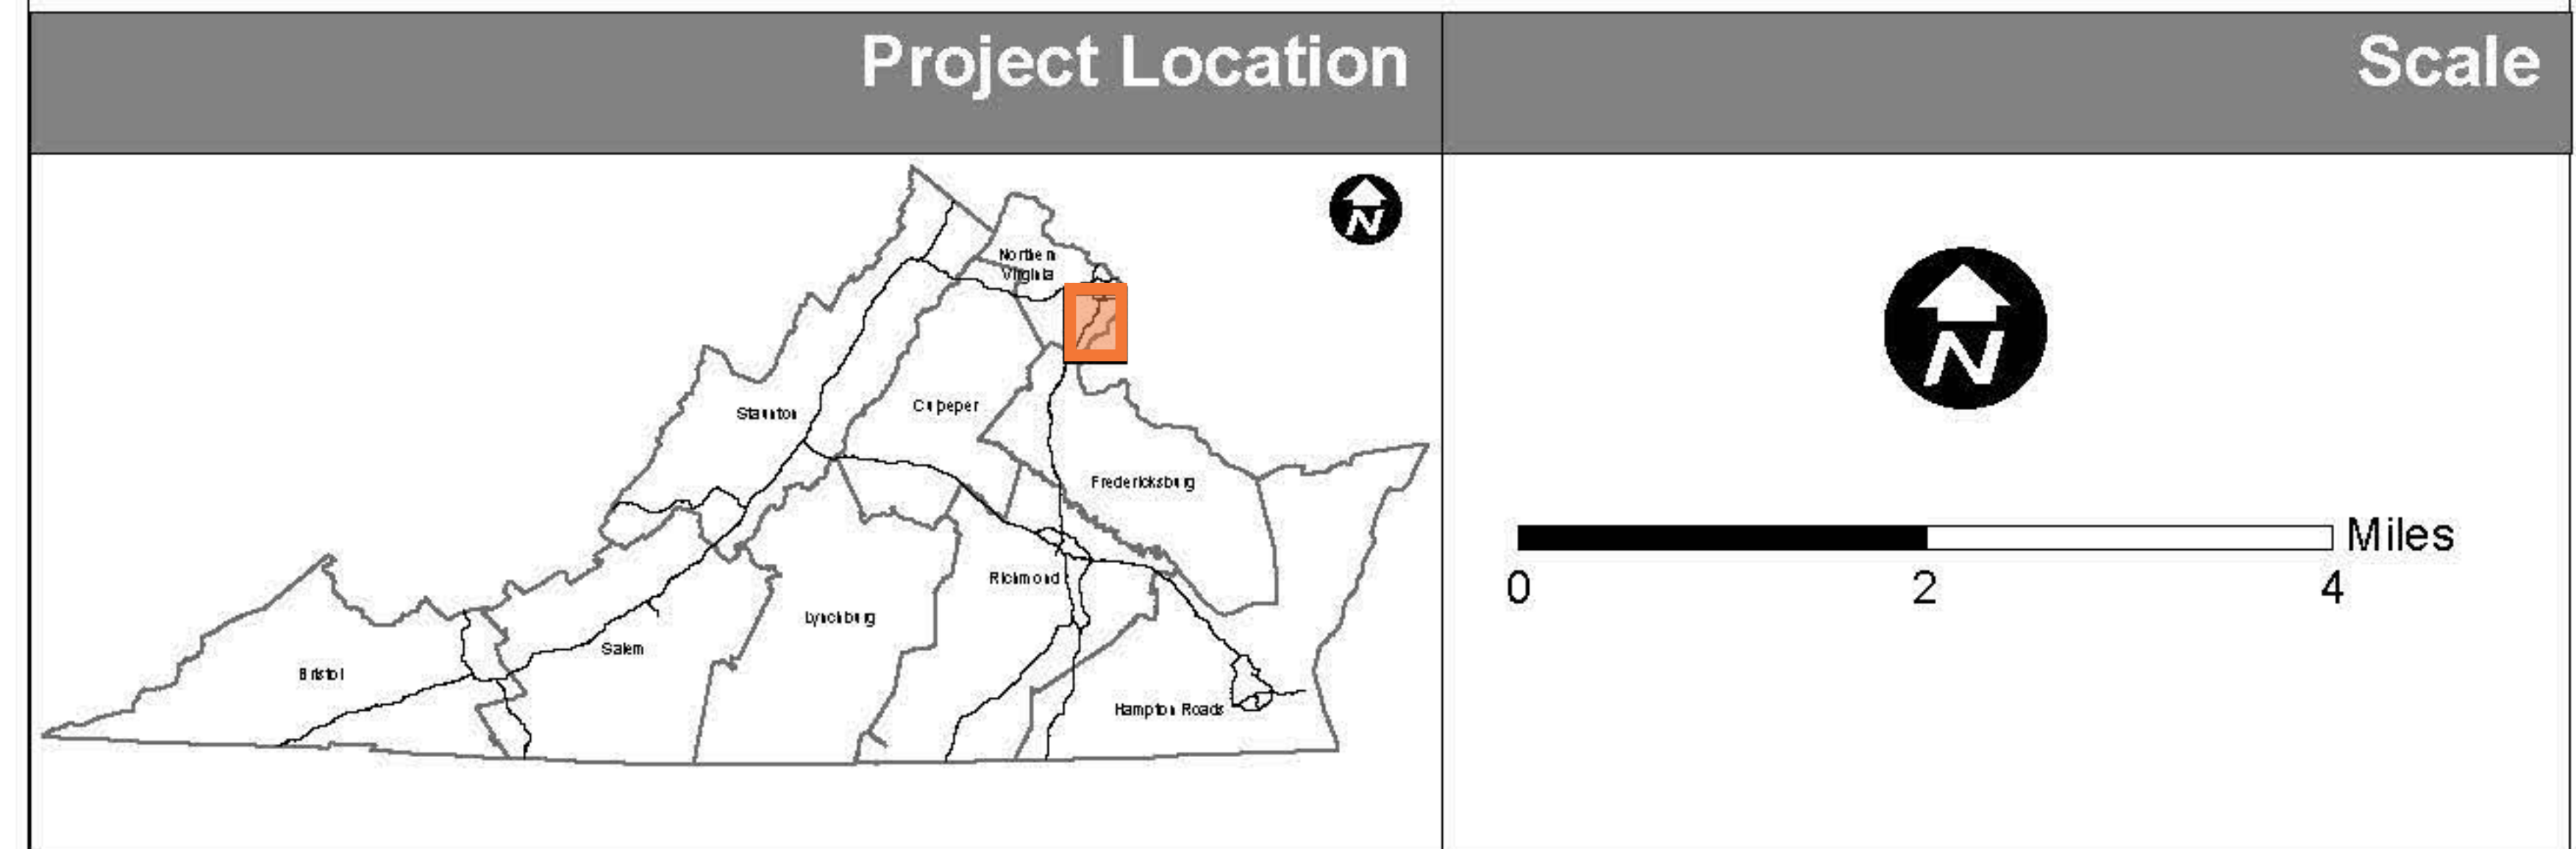 Project Location
Scale
N
Northern
Virginia
Staunton
Culpeper
Fredericksburg
Richmond
Lynchburg
Salem
Bristol
Hampton Roads
N
Miles
0 2 4